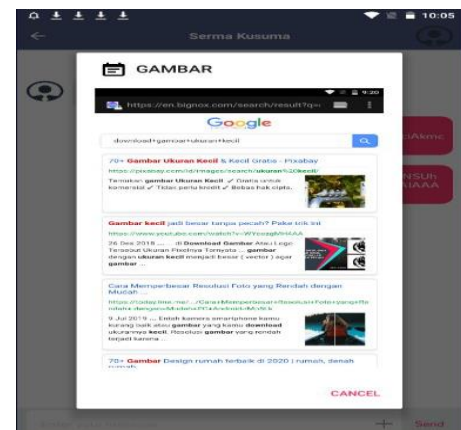 10:05
Serma Kusuma
GAMBAR
9:20
https://en.bignox.com/search/result?q=
Google
download+gambar+ukuran+kecil
70+ Gambar Ukuran Kecil & Kecil Gratis - Pixabay
https://pixabay.com/id/images/search/ukuran%20kecil/
Temukan gambar Ukuran Kecil ✓ Gratis untuk
komersial ✓ Tidak perlu kredit ✓ Bebas hak cipta.
Gambar kecil jadi besar tanpa pecah? Pake trik ini
https://www.youtube.com/watch?v=
26 Des 2018 ... di Download Gambar Atau Logo
Tersebut Ukuran Pixelnya Ternyata ... gambar
dengan ukuran kecil menjadi besar ( vector ) agar
gambar ...
Cara Memperbesar Resolusi Foto yang Rendah dengan
Mudah ...
9 Jul 2019 ... Entah kamera smartphone kamu
kurang baik atau gambar yang kamu download
ukurannya kecil. Resolusi gambar yang rendah
terjadi karena ...
70+ Gambar Design rumah terbaik di 2020 | rumah, denah
rumah
CANCEL
Send